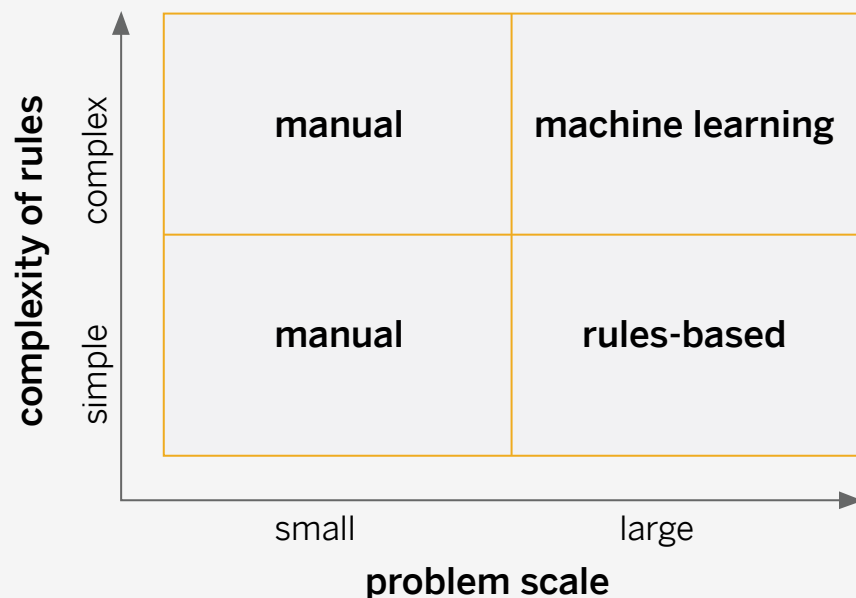 complexity of rules
complex
simple
manual
machine learning
manual
rules-based
small
large
problem scale